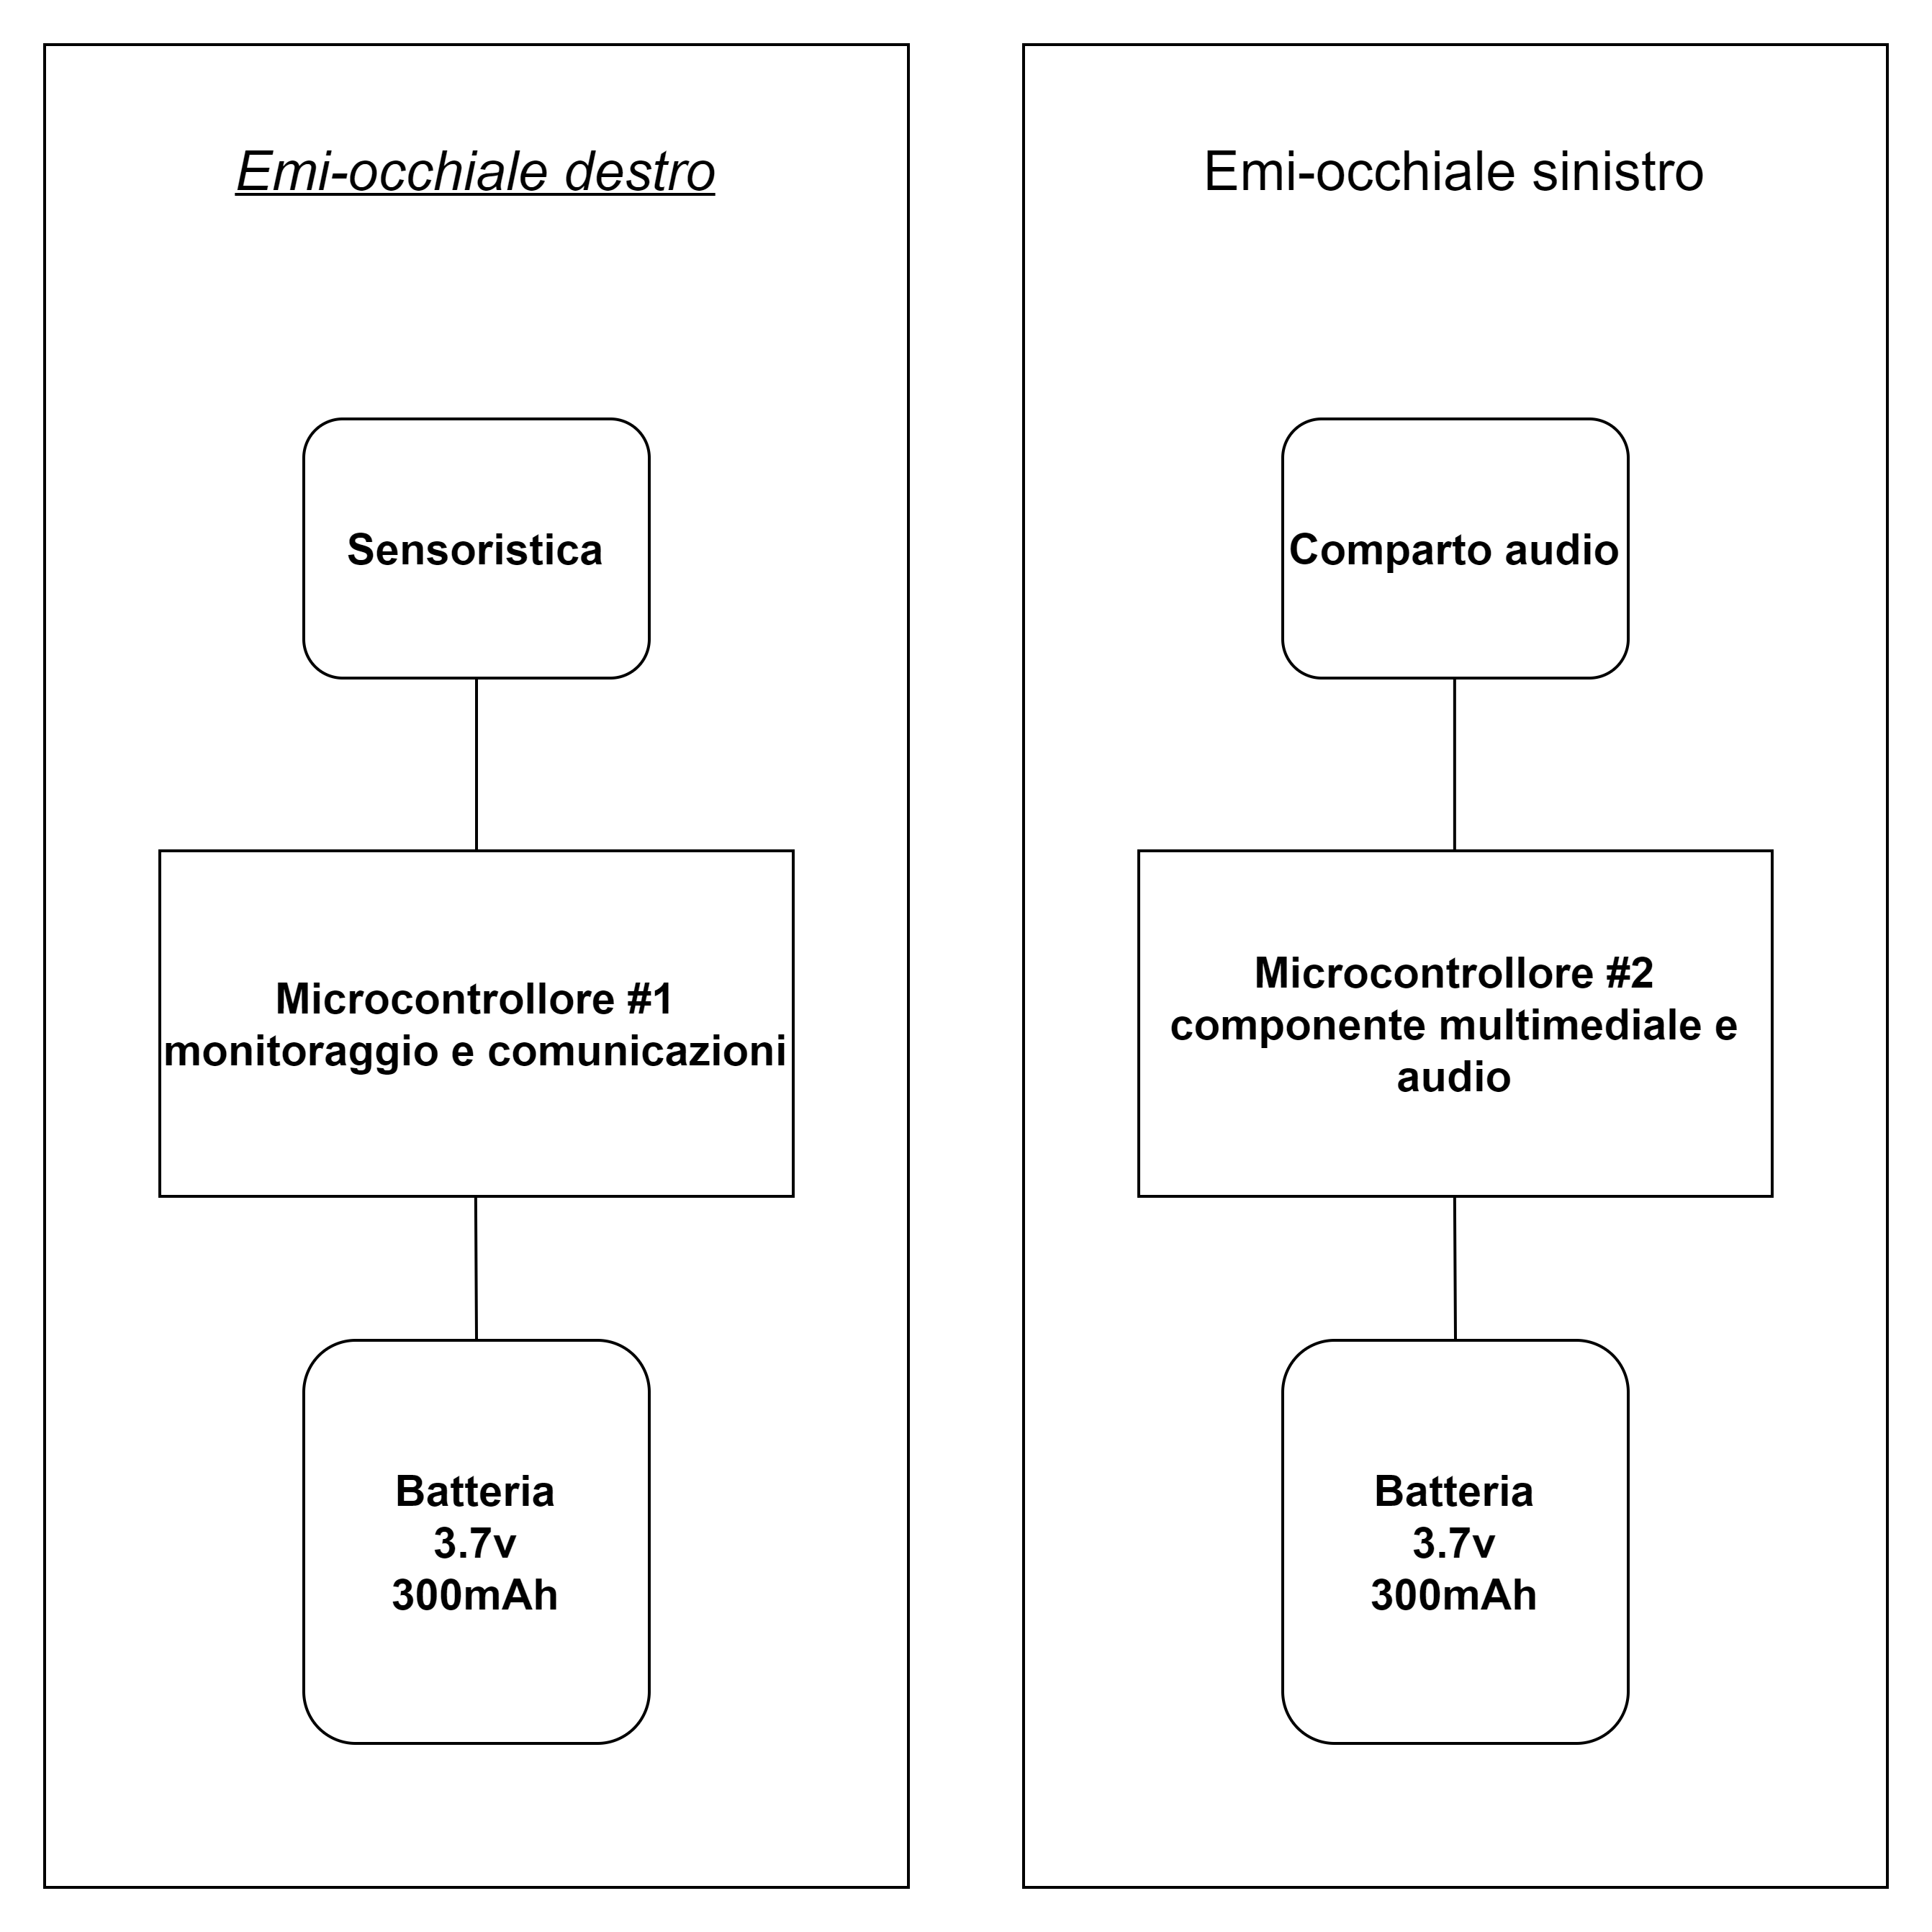 Emi-occhiale destro
Sensoristica
Microcontrollore #1
monitoraggio e comunicazioni
Batteria
3.7v
300mAh
Emi-occhiale sinistro
Comparto audio
Microcontrollore #2
componente multimediale e
audio
Batteria
3.7v
300mAh